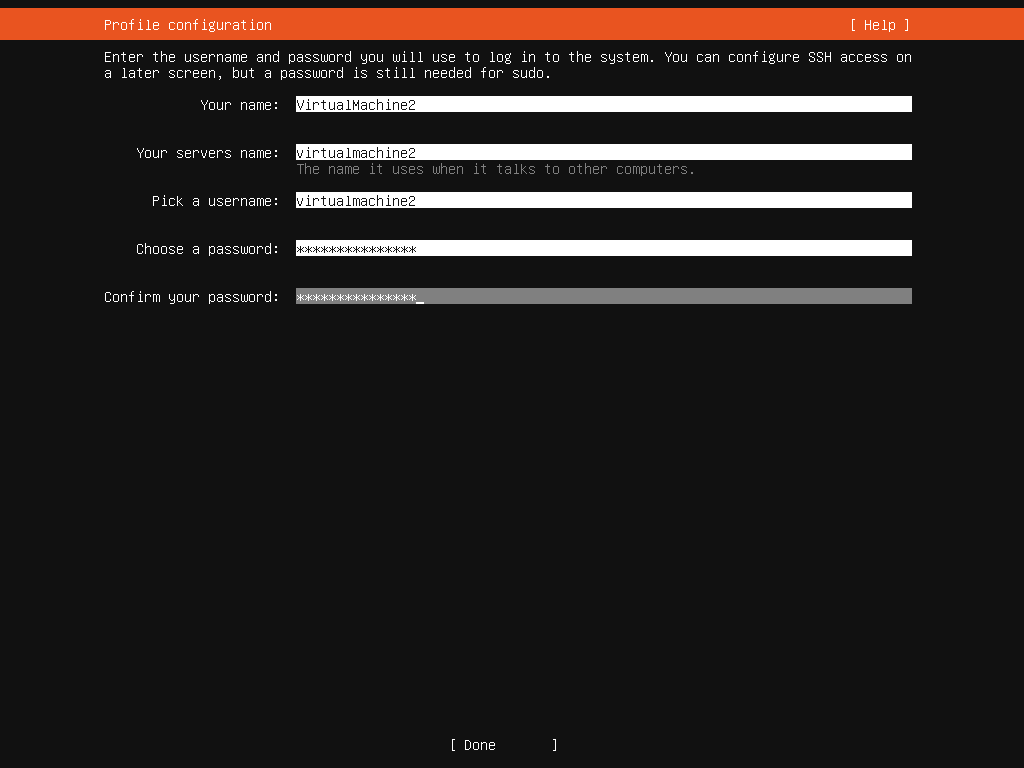 Profile configuration [ Help ]
Enter the username and password you will use to log in to the system. You can configure SSH access on
a later screen, but a password is still needed for sudo.
Your name: VirtualMachine2
Your servers name: virtualmachine2
The name it uses when it talks to other computers.
Pick a username: virtualmachine2
Choose a password: ***************
Confirm your password: ***************_
[ Done ]